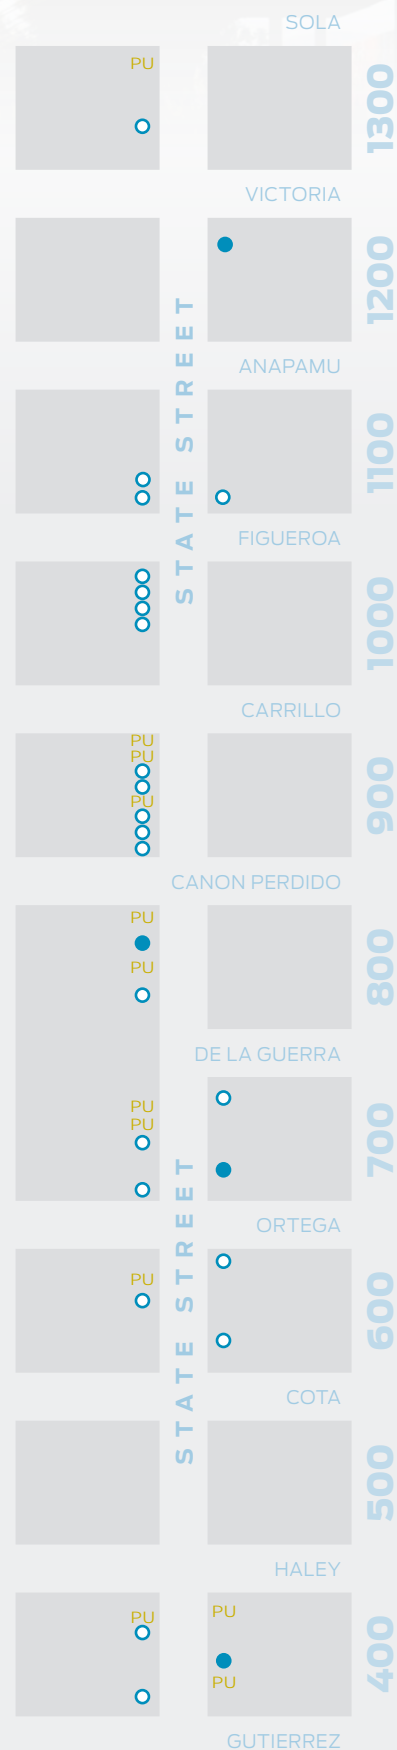 SOLA
PU
1300
VICTORIA
1200
ANAPAMU
STATE STREET
1100
FIGUEROA
1000
CARRILLO
PU
PU
PU
900
CANON PERDIDO
PU
PU
800
DE LA GUERRA
PU
PU
700
STATE STREET
ORTEGA
PU
600
COTA
500
HALEY
PU
PU
PU
400
GUTIERREZ